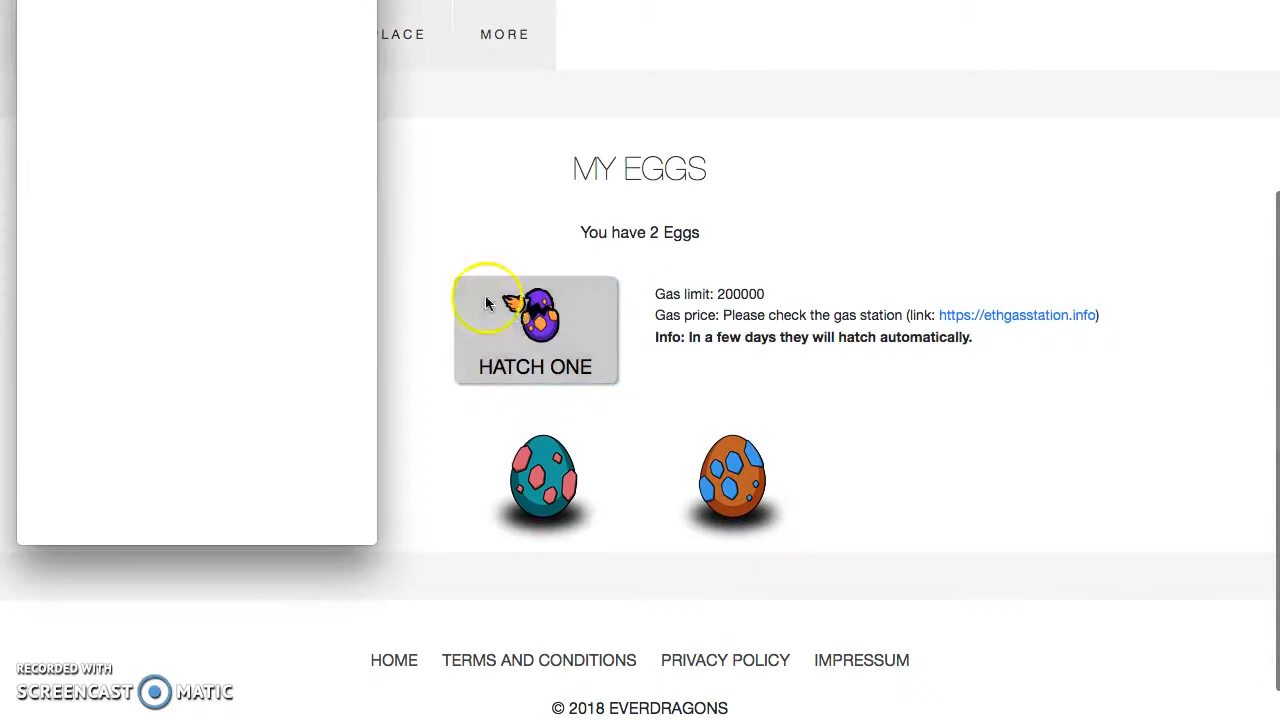 PLACE
MORE
MY EGGS
You have 2 Eggs
HATCH ONE
Gas limit: 200000
Gas price: Please check the gas station (link: https://ethgasstation.info)
Info: In a few days they will hatch automatically.
HOME
TERMS AND CONDITIONS
PRIVACY POLICY
IMPRESSUM
© 2018 EVERDRAGONS
RECORDED WITH
SCREENCAST MATIC